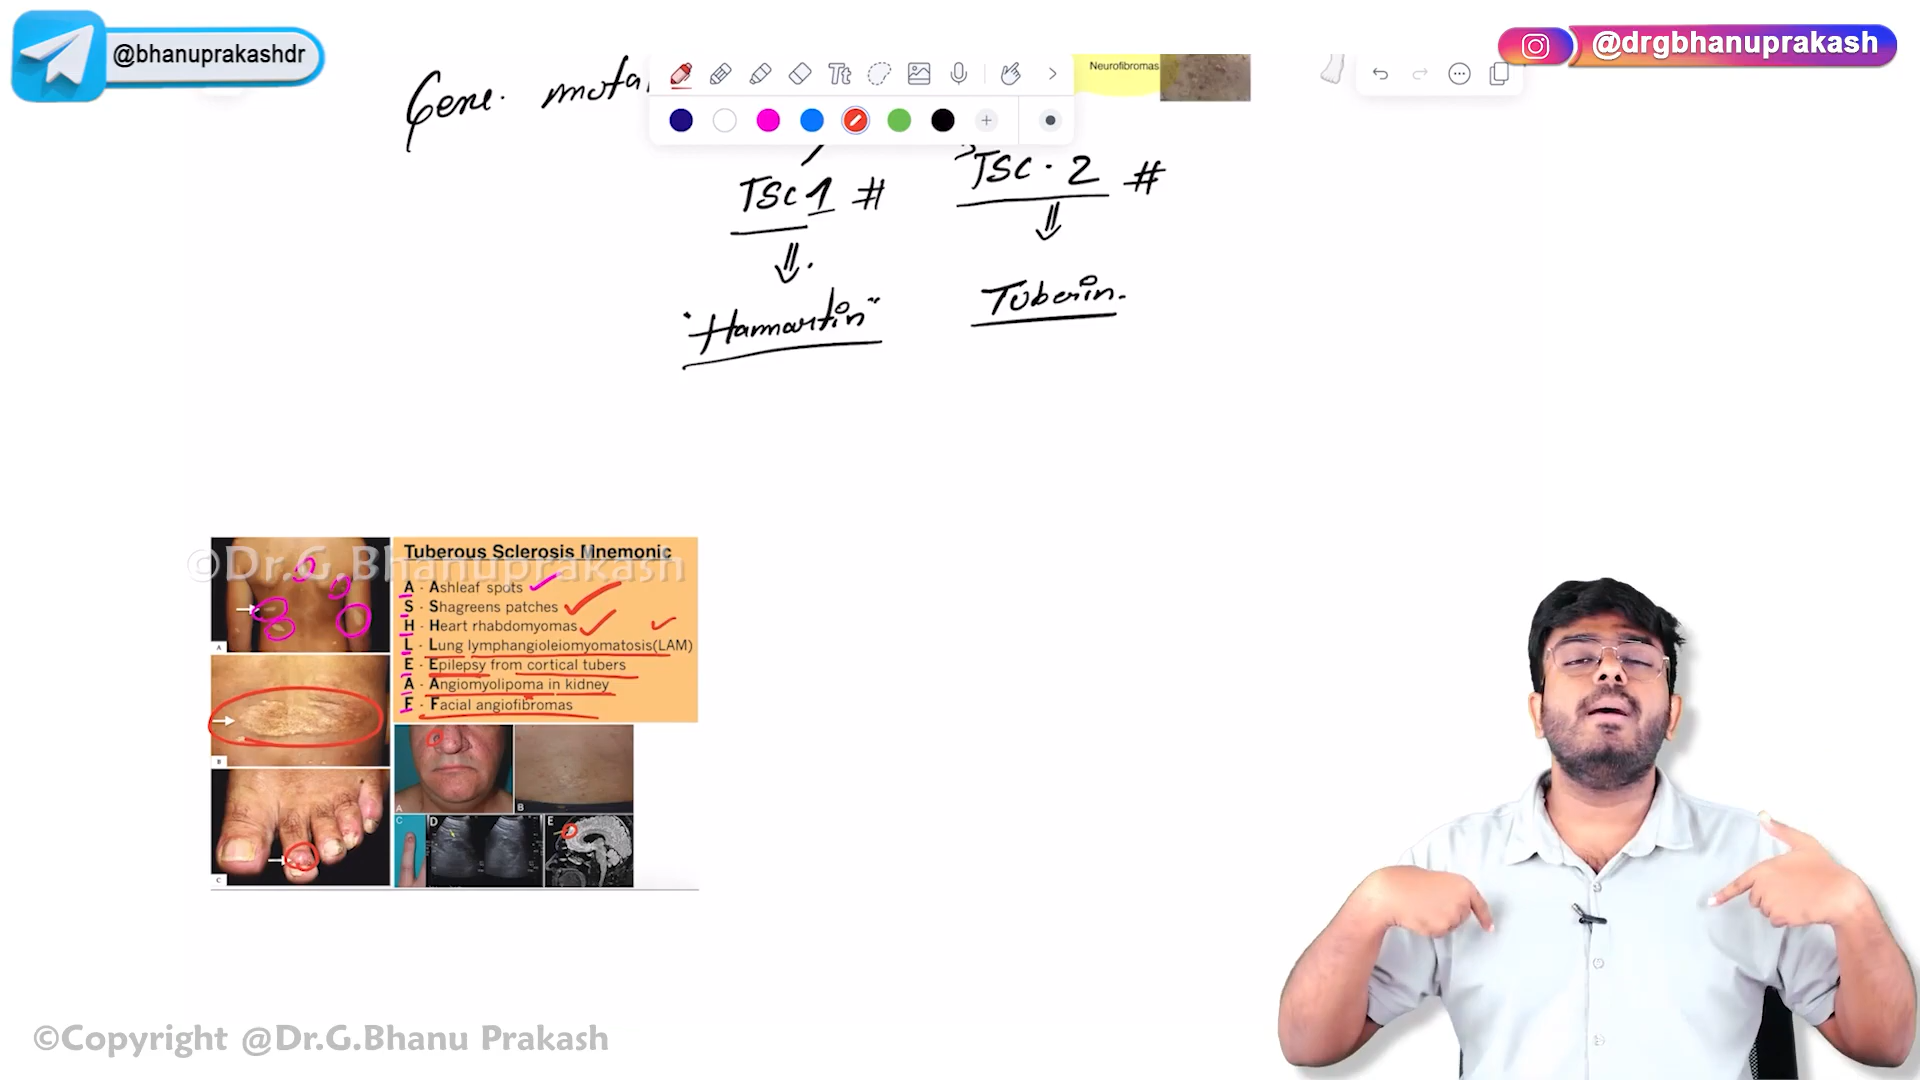 @bhanuprakashdr
@drgbhanuprakash
Neurofibromas
Tt
Gene. muta
TSC 1 #
TSC · 2 #
"Hamartin"
Tuberin.
©Dr.G.Bhanuprakash
Tuberous Sclerosis Mnemonic
A - Ashleaf spots
S - Shagreens patches
H - Heart rhabdomyomas
L - Lung lymphangioleiomyomatosis(LAM)
E - Epilepsy from cortical tubers
A - Angiomyolipoma in kidney
F - Facial angiofibromas
A
B
C
A
B
C
D
E
©Copyright @Dr.G.Bhanu Prakash